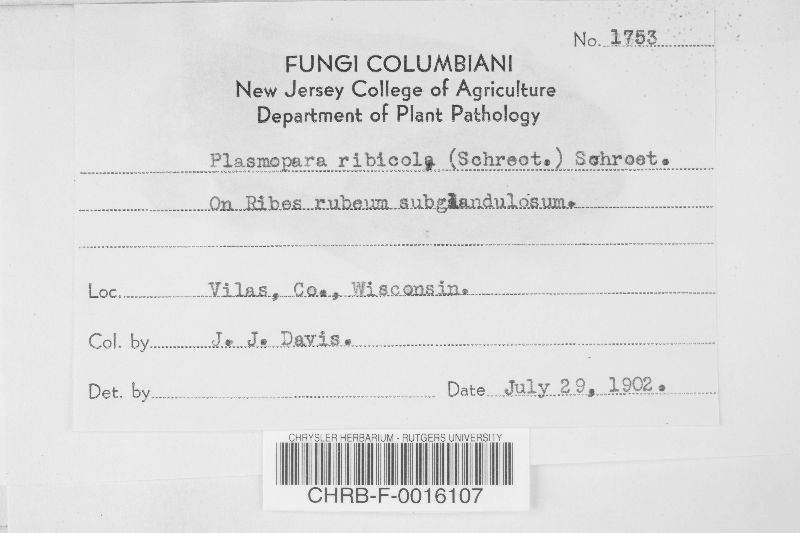 No. 1753
FUNGI COLUMBIANI
New Jersey College of Agriculture
Department of Plant Pathology
Plasmopara ribicola (Schreot.) Schroet.
On Ribes rubeum subglandulosum.
Loc. Vilas, Co., Wisconsin.
Col. by J. J. Davis.
Det. by Date July 29, 1902.
CHRYSLER HERBARIUM - RUTGERS UNIVERSITY
CHRB-F-0016107